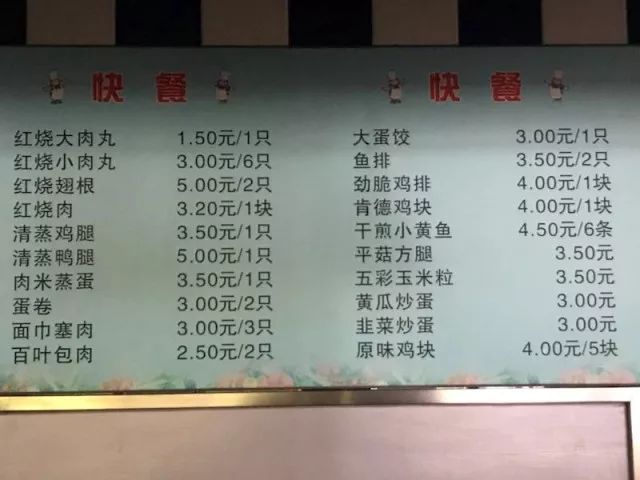 快餐
红烧大肉丸 1.50元/1只
红烧小肉丸 3.00元/6只
红烧翅根 5.00元/2只
红烧肉 3.20元/1块
清蒸鸡腿 3.50元/1只
清蒸鸭腿 5.00元/1只
肉米蒸蛋 3.50元/2只
蛋卷 3.00元/2只
面巾塞肉 3.00元/3只
百叶包肉 2.50元/2只
快餐
大蛋饺 3.00元/1只
鱼排 3.50元/2只
劲脆鸡排 4.00元/1块
肯德鸡块 4.00元/1块
干煎小黄鱼 4.50元/6条
平菇方腿 3.50元
五彩玉米粒 3.50元
黄瓜炒蛋 3.00元
韭菜炒蛋 3.00元
原味鸡块 4.00元/5块